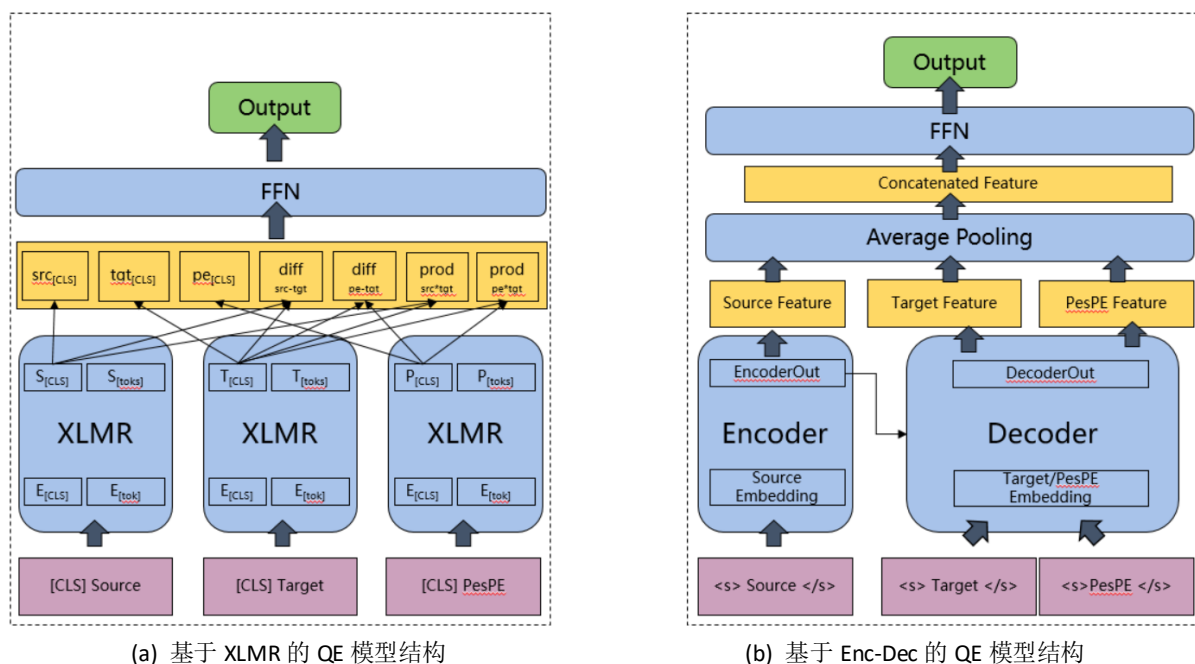 Output
FFN
src[CLS]
tgt[CLS]
pe[CLS]
diff
src-tgt
diff
pe-tgt
prod
src*tgt
prod
pe*tgt
S[CLS]
S[toks]
T[CLS]
T[toks]
P[CLS]
P[toks]
XLMR
XLMR
XLMR
E[CLS]
E[tok]
E[CLS]
E[tok]
E[CLS]
E[tok]
[CLS] Source
[CLS] Target
[CLS] PesPE
(a) 基于 XLMR 的 QE 模型结构
Output
FFN
Concatenated Feature
Average Pooling
Source Feature
Target Feature
PesPE Feature
EncoderOut
DecoderOut
Encoder
Decoder
Source
Embedding
Target/PesPE
Embedding
<s> Source </s>
<s> Target </s>
<s>PesPE </s>
(b) 基于 Enc-Dec 的 QE 模型结构